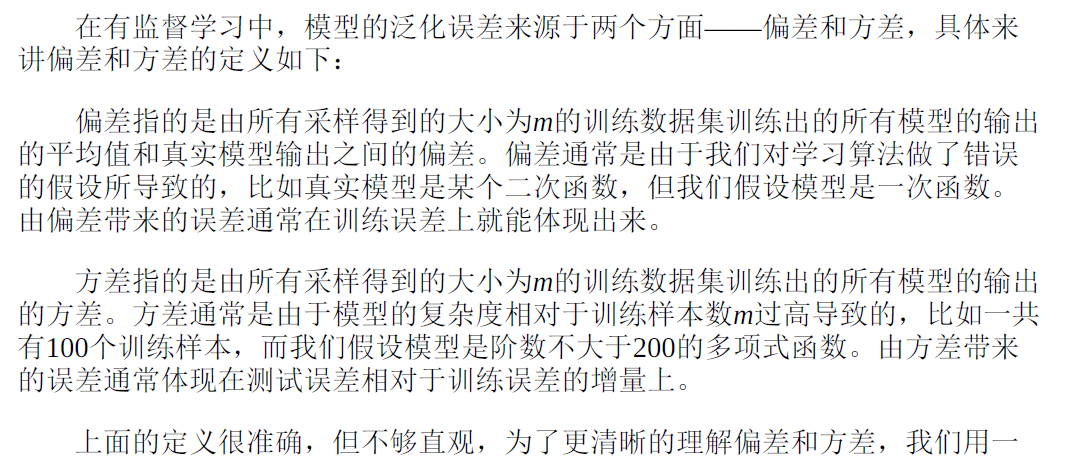 在有监督学习中，模型的泛化误差来源于两个方面——偏差和方差，具体来
讲偏差和方差的定义如下：
偏差指的是由所有采样得到的大小为m的训练数据集训练出的所有模型的输出
的平均值和真实模型输出之间的偏差。偏差通常是由于我们对学习算法做了错误
的假设所导致的，比如真实模型是某个二次函数，但我们假设模型是一次函数。
由偏差带来的误差通常在训练误差上就能体现出来。
方差指的是由所有采样得到的大小为m的训练数据集训练出的所有模型的输出
的方差。方差通常是由于模型的复杂度相对于训练样本数m过高导致的，比如一共
有100个训练样本，而我们假设模型是阶数不大于200的多项式函数。由方差带来
的误差通常体现在测试误差相对于训练误差的增量上。
上面的定义很准确，但不够直观，为了更清晰的理解偏差和方差，我们用一